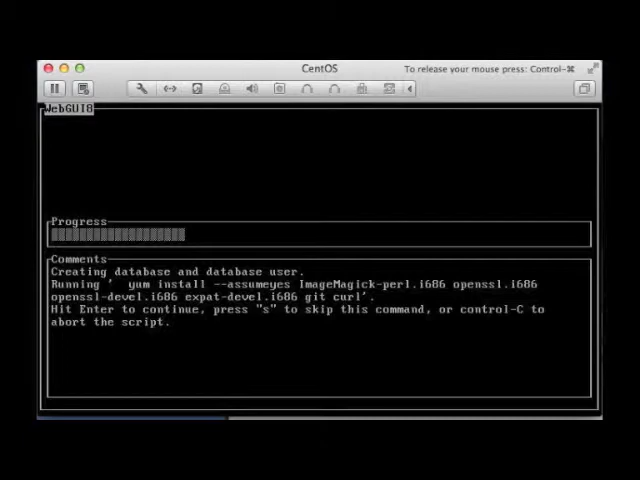 CentOS
To release your mouse press: Control-⌘
WebGUI8
Progress
Comments
Creating database and database user.
Running '  yum install --assumeyes ImageMagick-perl.i686 openssl.i686
openssl-devel.i686 expat-devel.i686 git curl'.
Hit Enter to continue, press "s" to skip this command, or control-C to
abort the script.